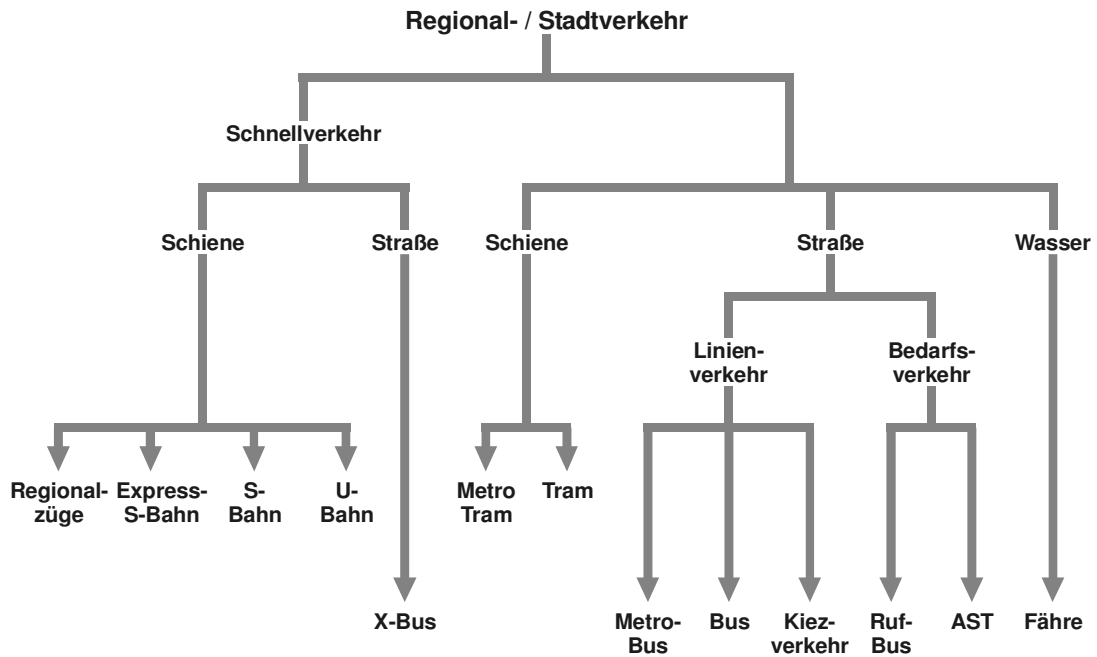 Regional- / Stadtverkehr
Schnellverkehr
Schiene
Straße
Schiene
Straße
Wasser
Linien-
verkehr
Bedarfs-
verkehr
Regional-
züge
Express-
S-Bahn
S-
Bahn
U-
Bahn
Metro
Tram
Tram
X-Bus
Metro-
Bus
Bus
Kiez-
verkehr
Ruf-
Bus
AST
Fähre